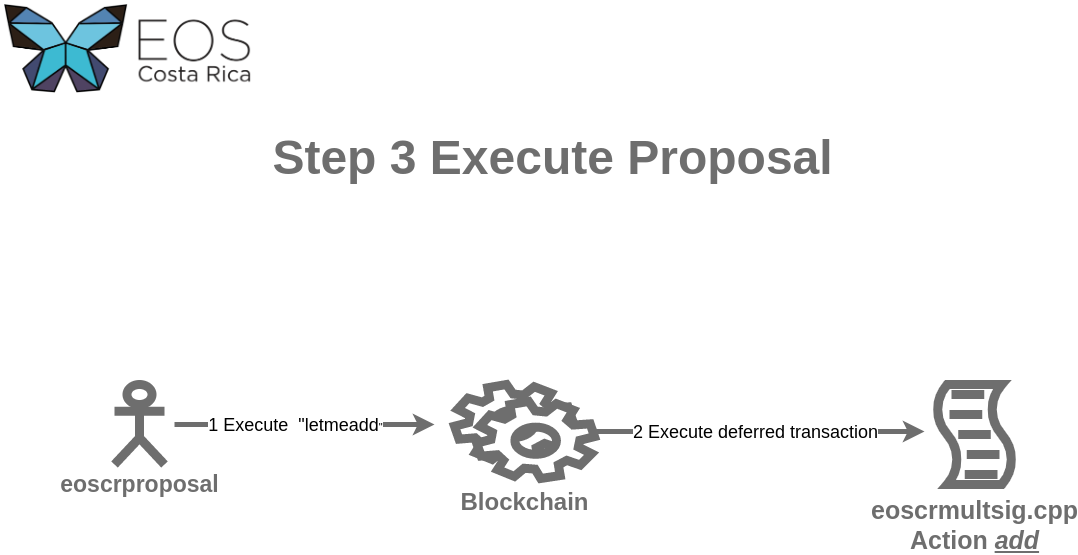 EOS
Costa Rica
Step 3 Execute Proposal
1 Execute  "letmeadd"
2 Execute deferred transaction
eoscrproposal
Blockchain
eoscrmultsig.cpp
Action add